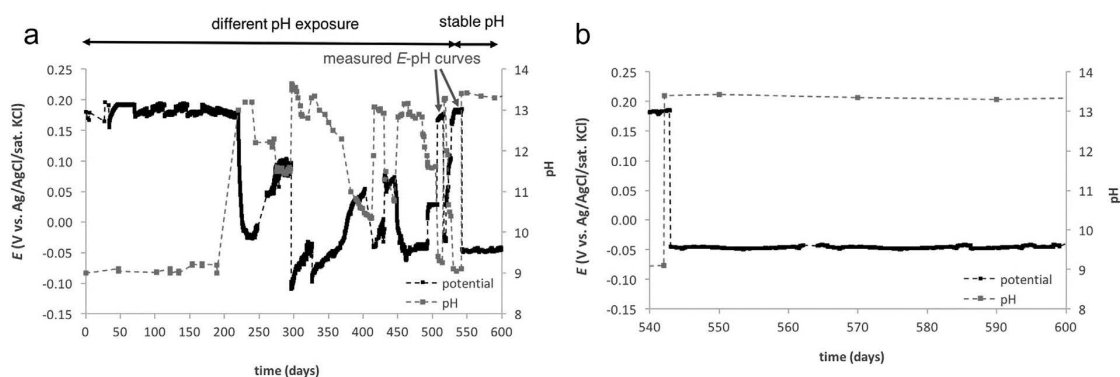 a
different pH exposure
stable pH
measured E-pH curves
0.25
0.20
0.15
0.10
0.05
0.00
-0.05
-0.10
-0.15
E (V vs. Ag/AgCl/sat. KCl)
14
13
12
11
10
9
8
pH
potential
pH
0 50 100 150 200 250 300 350 400 450 500 550 600
time (days)
b
0.25
0.20
0.15
0.10
0.05
0.00
-0.05
-0.10
-0.15
E (V vs. Ag/AgCl/sat. KCl)
14
13
12
11
10
9
8
pH
potential
pH
540 550 560 570 580 590 600
time (days)